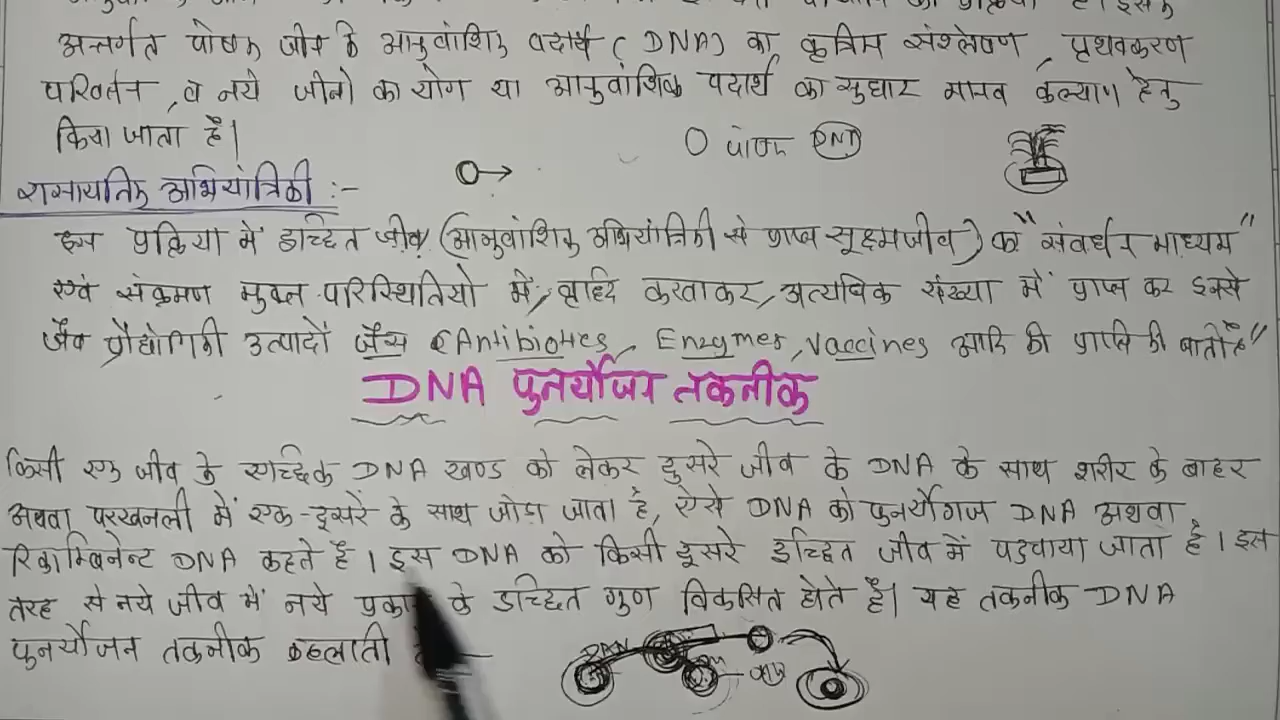 अन्तर्गत पोषक जीव के आनुवांशिक पदार्थ (DNA) का कृत्रिम संश्लेषण, पृथक्करण
परिवर्तन, व नये जीनो का योग या आनुवांशिक पदार्थ का सुधार मानव कल्याण हेतु
किया जाता है।
पोषक DNA
रासायनिक अभियांत्रिकी :-
इस प्रक्रिया में इच्छित जीव (आनुवांशिक अभियांत्रिकी से प्राप्त सूक्ष्मजीव) का "संवर्धन माध्यम"
एवं संक्रमण मुक्त परिस्थितियो में, वृद्धि करवाकर, अत्यधिक संख्या में प्राप्त कर इनसे
जैव प्रौद्योगिकी उत्पादों जैसे Antibiotics, Enzymes, Vaccines आदि की प्राप्ति की जाती है"
DNA पुनर्योजन तकनीक
किसी एक जीव के एच्छिक DNA खण्ड को लेकर दुसरे जीव के DNA के साथ शरीर के बाहर
अथवा परखनली में एक-दूसरे के साथ जोडा जाता है, ऐसे DNA को पुनर्योगज DNA अथवा
रिकाम्बिनेन्ट DNA कहते है। इस DNA को किसी दूसरे इच्छित जीव में पहुचाया जाता है। इस
तरह से नये जीव में नये प्रकार के इच्छित गुण विकसित होते है। यह तकनीक DNA
पुनर्योजन तकनीक कहलाती